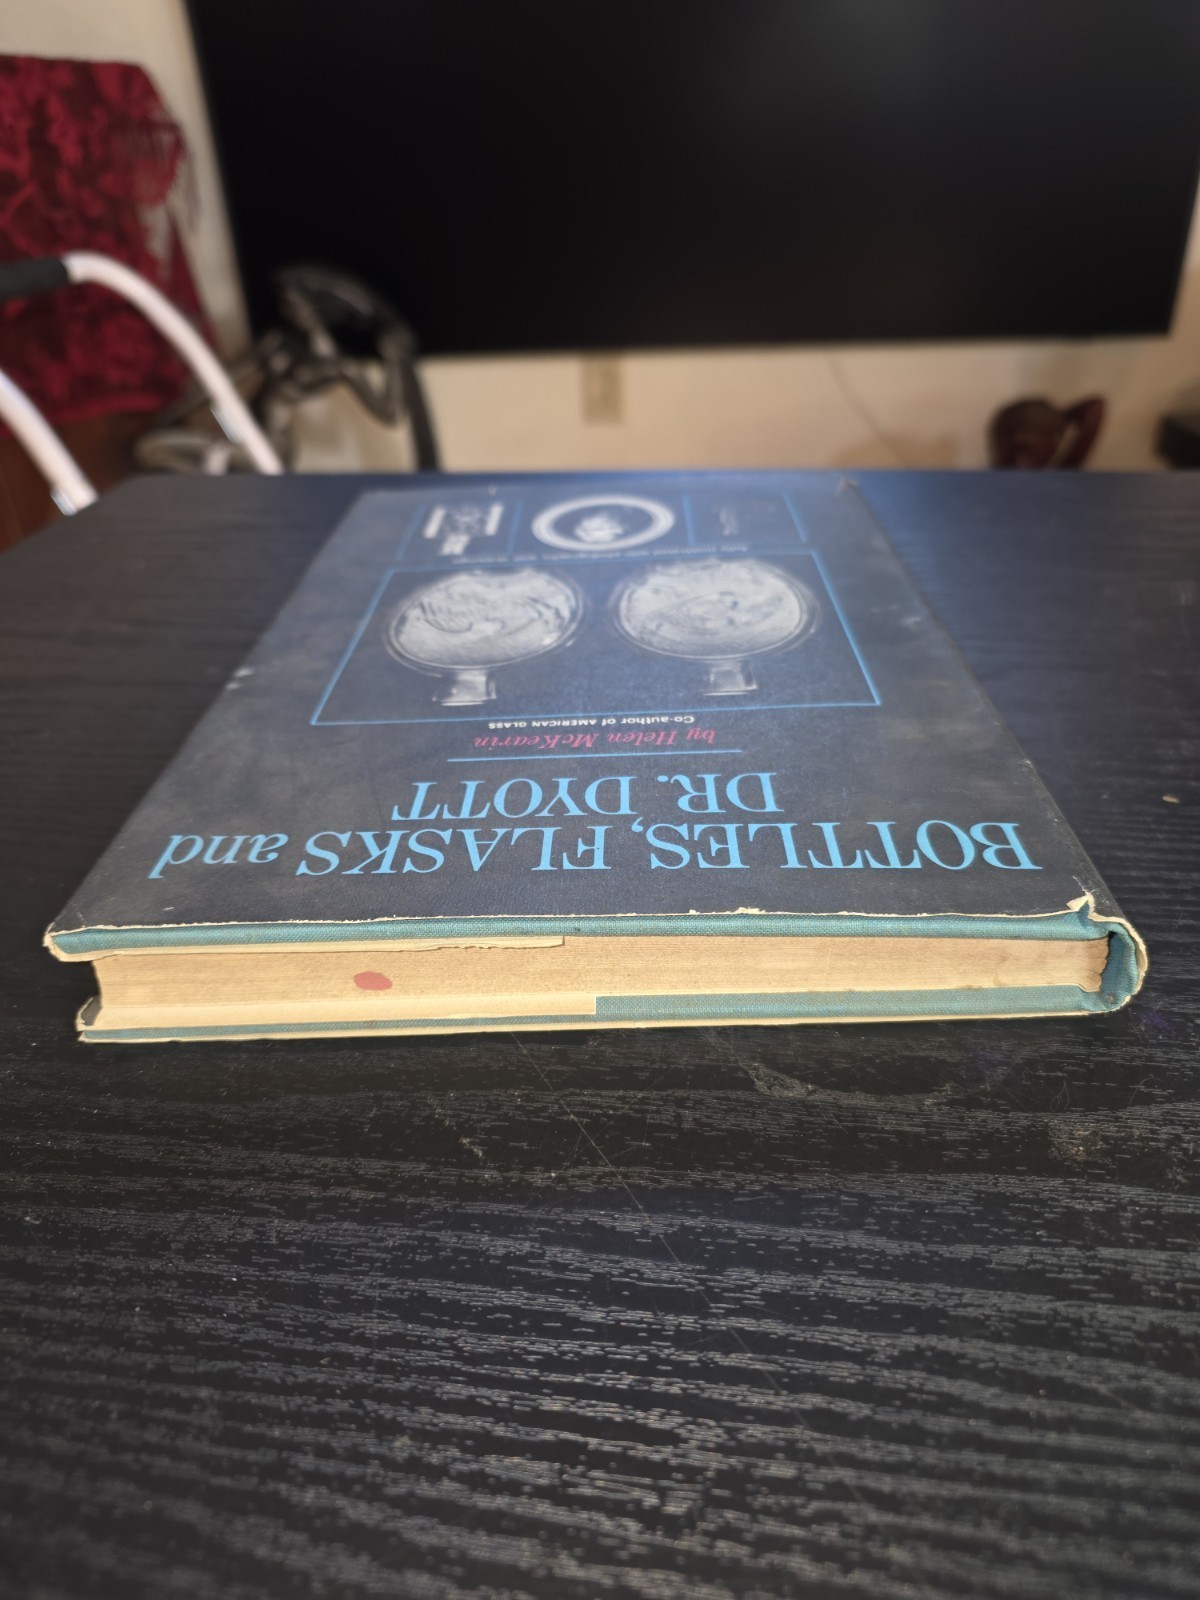 BOTTLES, FLASKS and
DR. DYOTT
by Helen McKearin
Co-author of AMERICAN GLASS